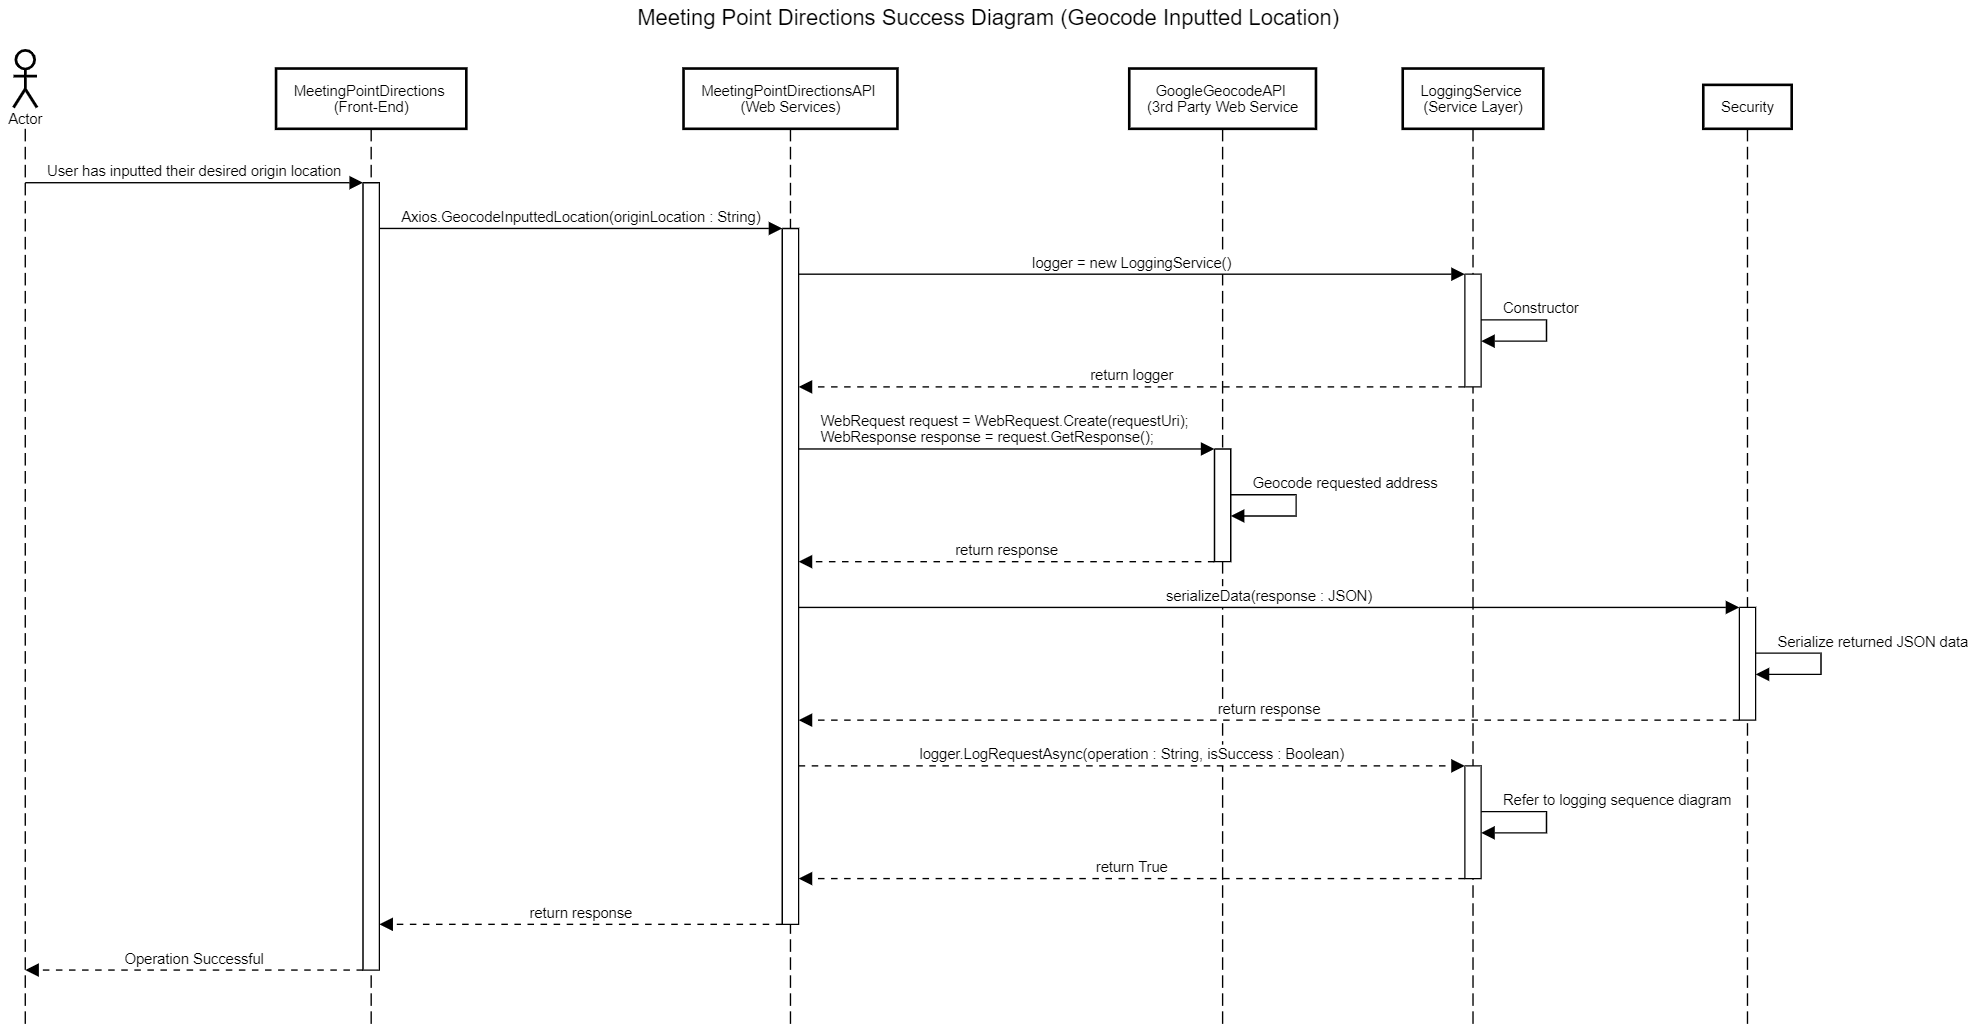 Meeting Point Directions Success Diagram (Geocode Inputted Location)
Actor
MeetingPointDirections
(Front-End)
MeetingPointDirectionsAPI
(Web Services)
GoogleGeocodeAPI
(3rd Party Web Service
LoggingService
(Service Layer)
Security
User has inputted their desired origin location
Axios.GeocodeInputtedLocation(originLocation : String)
logger = new LoggingService()
Constructor
return logger
WebRequest request = WebRequest.Create(requestUri);
WebResponse response = request.GetResponse();
Geocode requested address
return response
serializeData(response : JSON)
Serialize returned JSON data
return response
logger.LogRequestAsync(operation : String, isSuccess : Boolean)
Refer to logging sequence diagram
return True
return response
Operation Successful